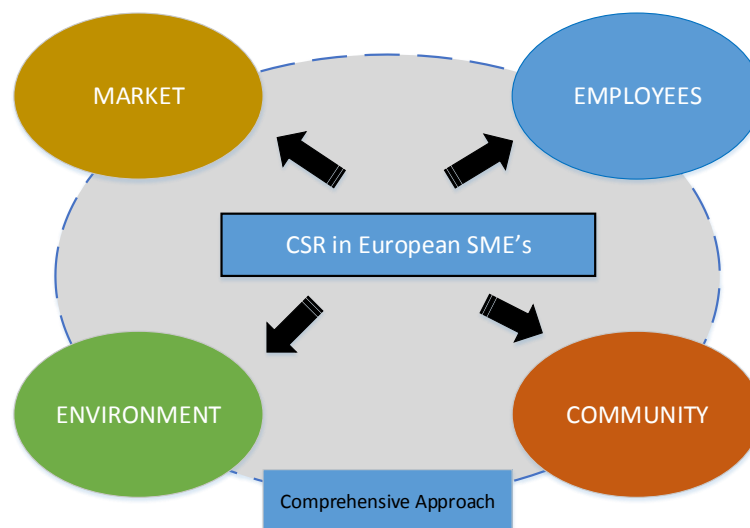 MARKET
EMPLOYEES
CSR in European SME's
ENVIRONMENT
COMMUNITY
Comprehensive Approach